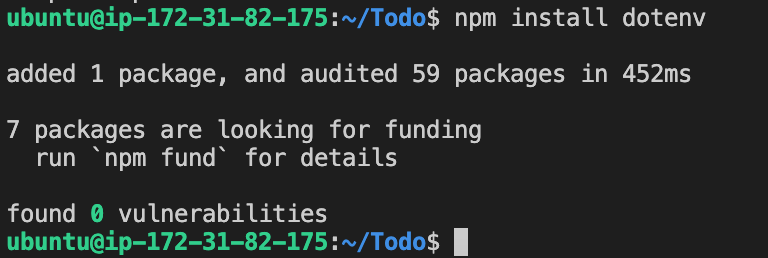 ubuntu@ip-172-31-82-175:~/Todo$ npm install dotenv
added 1 package, and audited 59 packages in 452ms
7 packages are looking for funding
  run `npm fund` for details
found 0 vulnerabilities
ubuntu@ip-172-31-82-175:~/Todo$